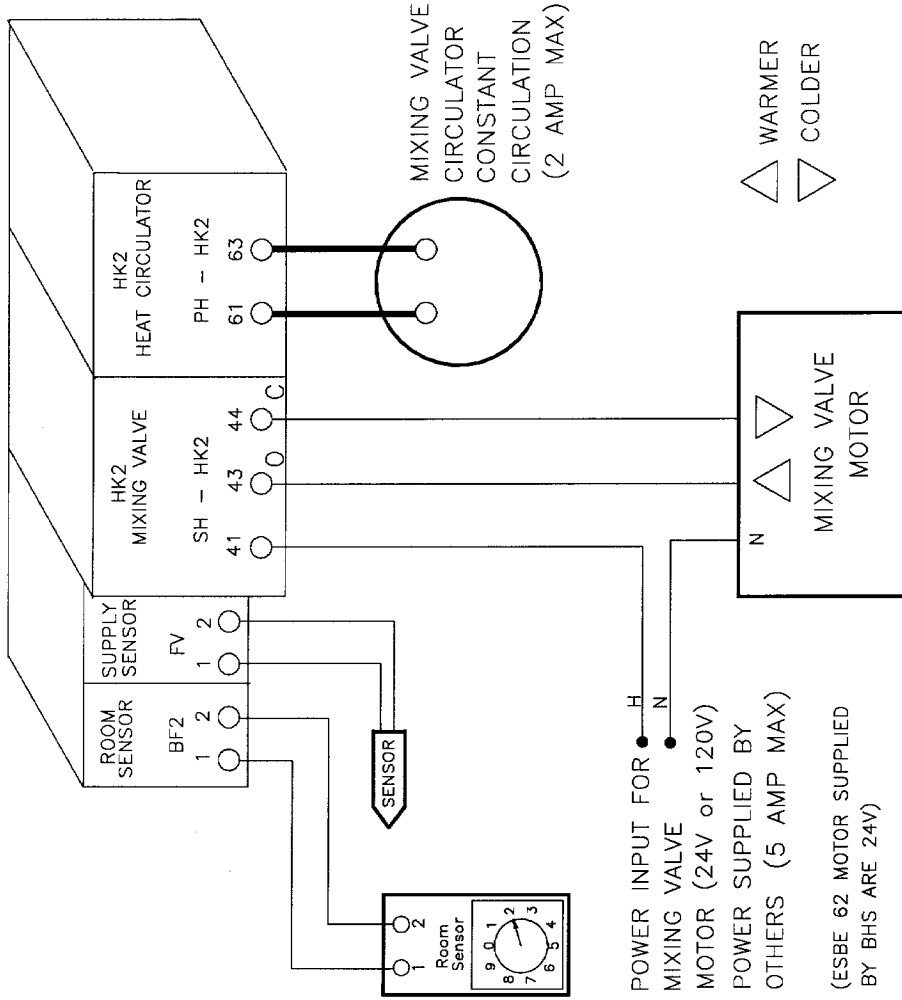 ROOM
SENSOR
BF2
1 2
SUPPLY
SENSOR
FV
1 2
HK2
MIXING VALVE
SH - HK2
41 43 44
O C
HK2
HEAT CIRCULATOR
PH - HK2
61 63
MIXING VALVE
CIRCULATOR
CONSTANT
CIRCULATION
(2 AMP MAX)
SENSOR
1 2
Room
Sensor
0 1 2 3 4 5 6 7 8 9
POWER INPUT FOR
MIXING VALVE
MOTOR (24V or 120V)
POWER SUPPLIED BY
OTHERS (5 AMP MAX)
H
N
(ESBE 62 MOTOR SUPPLIED
BY BHS ARE 24V)
N
MIXING VALVE
MOTOR
WARMER
COLDER